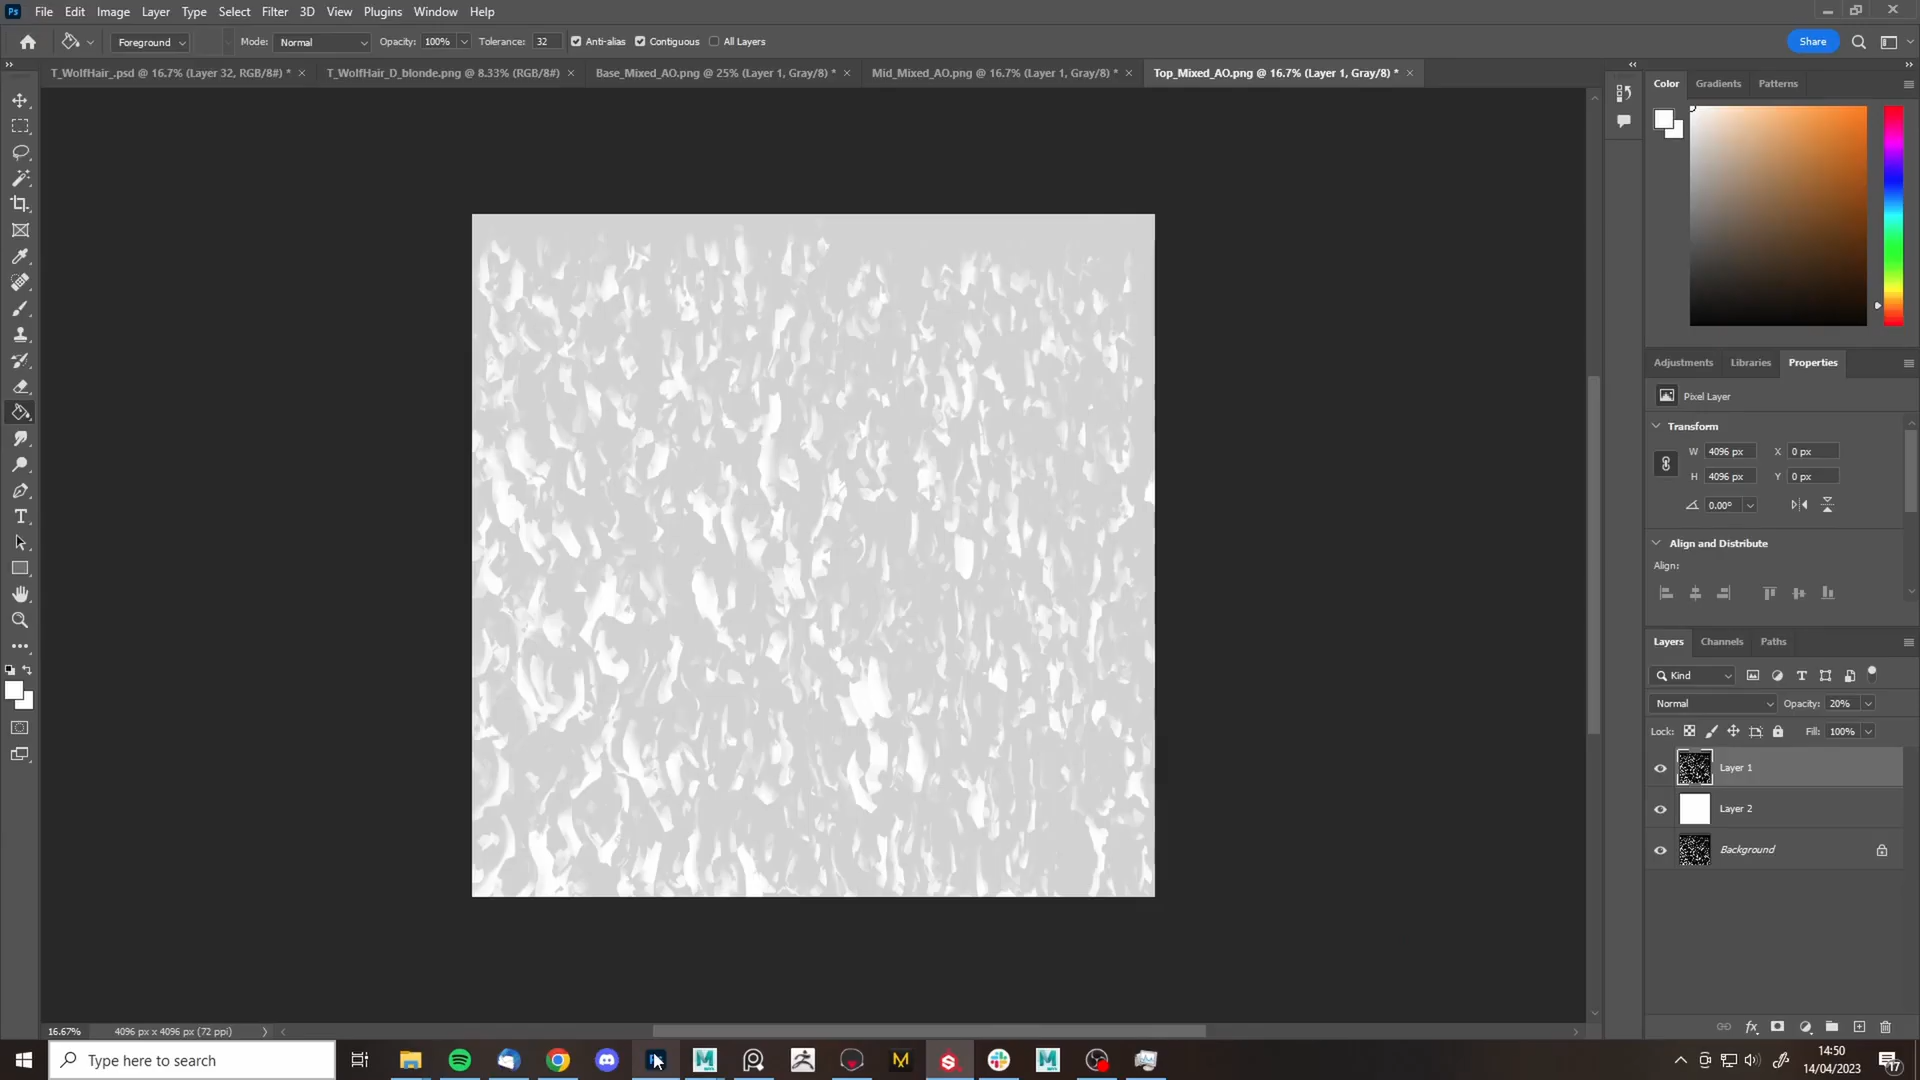 Ps File Edit Image Layer Type Select Filter 3D View Plugins Window Help
Foreground Mode: Normal Opacity: 100% Tolerance: 32 Anti-alias Contiguous All Layers Share
T_WolfHair_.psd @ 16.7% (Layer 32, RGB/8#) * T_WolfHair_D_blonde.png @ 8.33% (RGB/8#) Base_Mixed_AO.png @ 25% (Layer 1, Gray/8) * Mid_Mixed_AO.png @ 16.7% (Layer 1, Gray/8) * Top_Mixed_AO.png @ 16.7% (Layer 1, Gray/8) *
Color Gradients Patterns
Adjustments Libraries Properties
Pixel Layer
Transform
W 4096 px X 0 px
H 4096 px Y 0 px
0.00°
Align and Distribute
Align:
Layers Channels Paths
Kind
Normal Opacity: 20%
Lock: Fill: 100%
Layer 1
Layer 2
Background
16.67% 4096 px x 4096 px (72 ppi)
Type here to search
14:50
14/04/2023
17